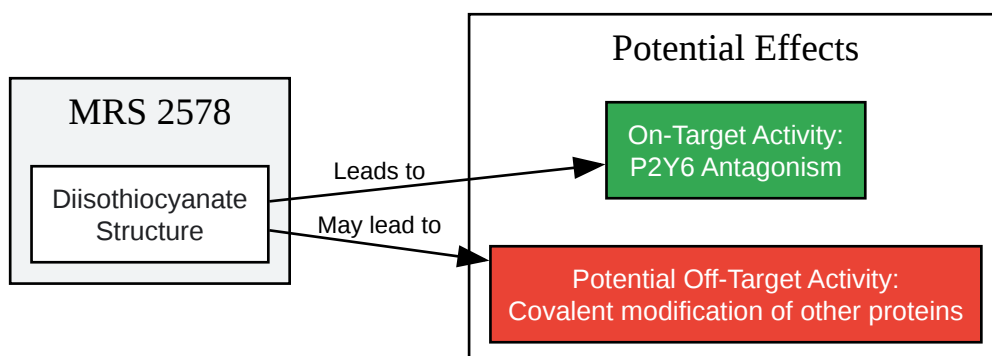 MRS 2578
Diisothiocyanate
Structure
Leads to
May lead to
Potential Effects
On-Target Activity:
P2Y6 Antagonism
Potential Off-Target Activity:
Covalent modification of other proteins